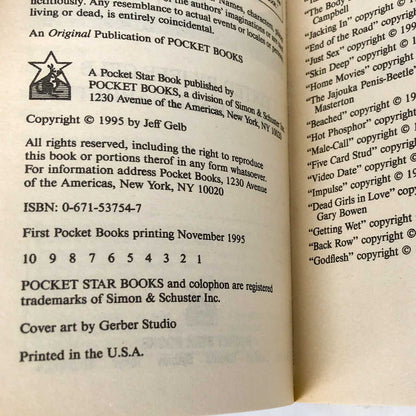 fictitiously. Any resemblance to actual events or locales or
living or dead, is entirely coincidental.
An Original Publication of POCKET BOOKS
A Pocket Star Book published by
POCKET BOOKS, a division of Simon & Schuster Inc.
1230 Avenue of the Americas, New York, NY 10020
Copyright © 1995 by Jeff Gelb
All rights reserved, including the right to reproduce
this book or portions thereof in any form whatsoever.
For information address Pocket Books, 1230 Avenue
of the Americas, New York, NY 10020
ISBN: 0-671-53754-7
First Pocket Books printing November 1995
10 9 8 7 6 5 4 3 2 1
POCKET STAR BOOKS and colophon are registered
trademarks of Simon & Schuster Inc.
Cover art by Gerber Studio
Printed in the U.S.A.
"The Body
Campbell
"Jacking In" copyright
"End of the Road" copyright
"Just Sex" copyright © 199
"Skin Deep" copyright ©
"Home Movies" copyright
"The Jajouka Penis-Beetle"
Masterton
"Beached" copyright © 19
"Hot Phosphor" copyright
"Male-Call" copyright © 
"Five Card Stud" copyright
"Video Date" copyright ©
"Impulse" copyright © 199
"Dead Girls in Love" copyright
Gary Bowen
"Getting Wet" copyright ©
"Back Row" copyright © 19
"Godflesh" copyright © 19